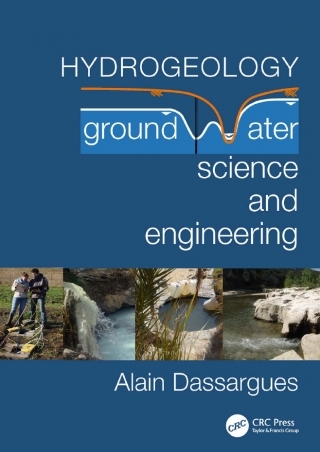 HYDROGEOLOGY
ground ater
science
and
engineering
Alain Dassargues
CRC
CRC Press
Taylor & Francis Group